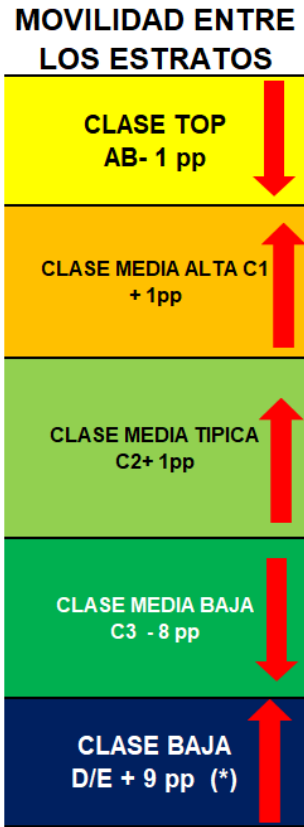 MOVILIDAD ENTRE
LOS ESTRATOS
CLASE TOP
AB- 1 pp
CLASE MEDIA ALTA C1
+ 1pp
CLASE MEDIA TIPICA
C2+ 1pp
CLASE MEDIA BAJA
C3 - 8 pp
CLASE BAJA
D/E + 9 pp (*)